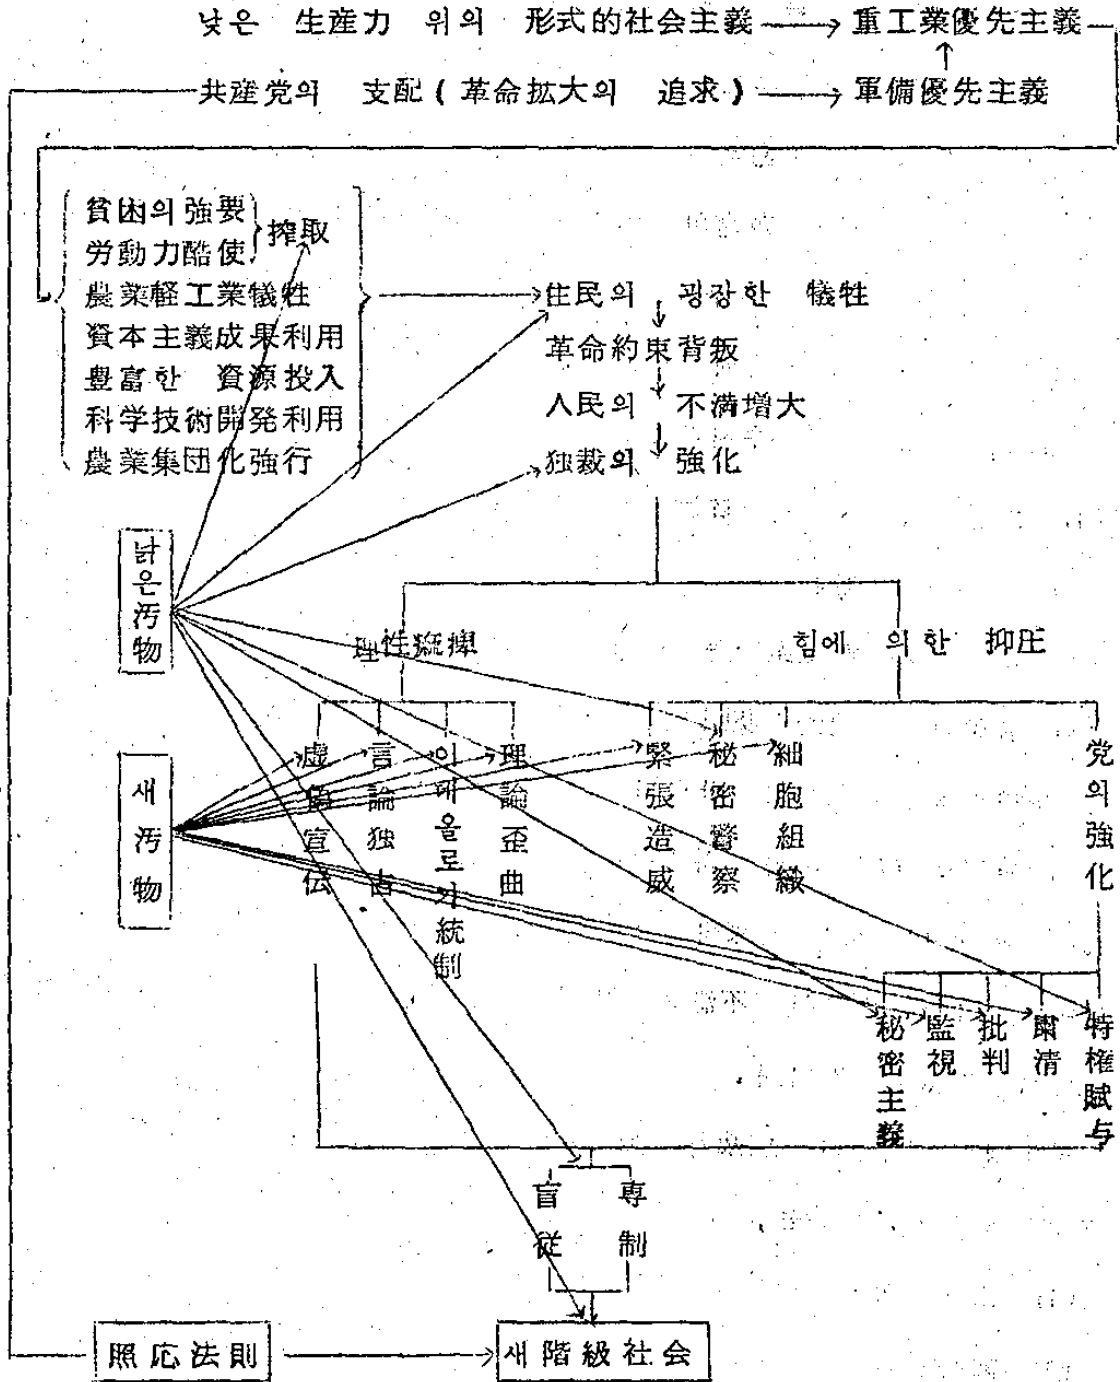 낮은 生産力 위의 形式的社会主義 → 重工業優先主義
共産党의 支配 ( 革命拡大의 追求 ) → 軍備優先主義
貧困의 強要
労動力酷使
搾取
農業軽工業犠牲
資本主義成果利用
豊富한 資源投入
科学技術開発利用
農業集団化強行
住民의 굉장한 犠牲
革命約束背叛
人民의 不満増大
独裁의 強化
낡은汚物
理性痲痺
힘에 의한 抑圧
새汚物
虚偽宣伝
言論独占
이데올로기統制
理論歪曲
緊張造成
秘密警察
細胞組織
党의強化
秘密主義
監視
批判
粛清
特権賦与
盲従
専制
照応法則
새階級社会